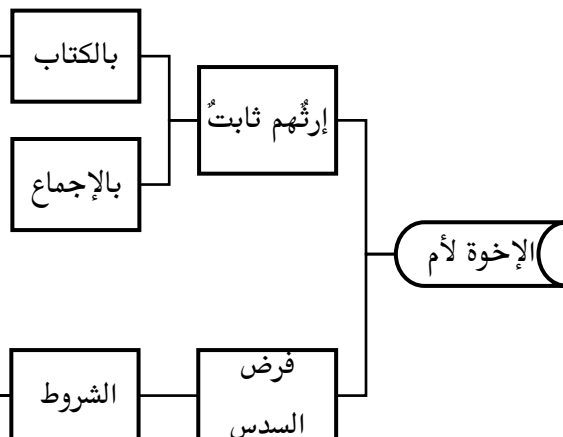 الإخوة لأم
إرثُهم ثابتٌ
بالكتاب
بالإجماع
فرض
السدس
الشروط